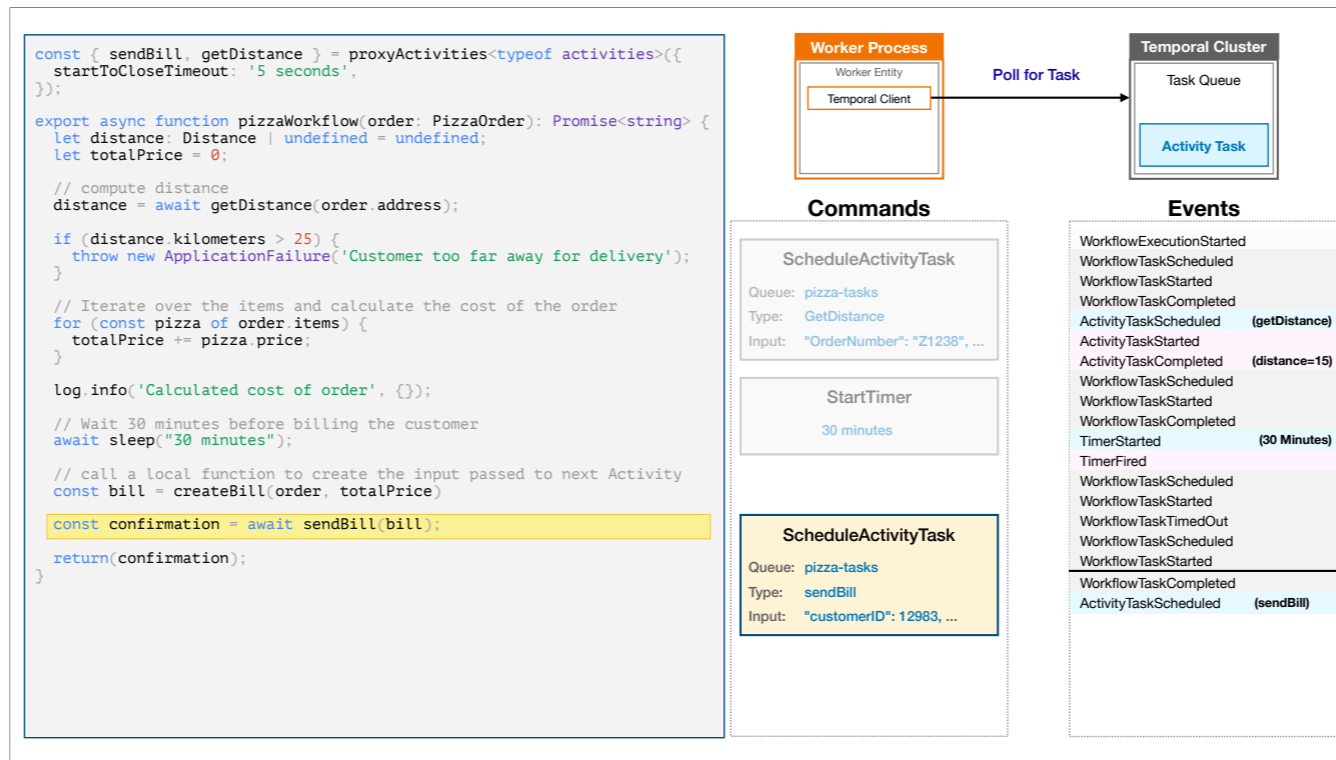 const { sendBill, getDistance } = proxyActivities<typeof activities>({
  startToCloseTimeout: '5 seconds',
});
export async function pizzaWorkflow(order: PizzaOrder): Promise<string> {
  let distance: Distance | undefined = undefined;
  let totalPrice = 0;
  // compute distance
  distance = await getDistance(order.address);
  if (distance.kilometers > 25) {
    throw new ApplicationFailure('Customer too far away for delivery');
  }
  // Iterate over the items and calculate the cost of the order
  for (const pizza of order.items) {
    totalPrice += pizza.price;
  }
  log.info('Calculated cost of order', {});
  // Wait 30 minutes before billing the customer
  await sleep("30 minutes");
  // call a local function to create the input passed to next Activity
  const bill = createBill(order, totalPrice)
  const confirmation = await sendBill(bill);
  return(confirmation);
}
Worker Process
Worker Entity
Temporal Client
Poll for Task
Temporal Cluster
Task Queue
Activity Task
Commands
ScheduleActivityTask
Queue: pizza-tasks
Type: GetDistance
Input: "OrderNumber": "Z1238", ...
StartTimer
30 minutes
ScheduleActivityTask
Queue: pizza-tasks
Type: sendBill
Input: "customerID": 12983, ...
Events
WorkflowExecutionStarted
WorkflowTaskScheduled
WorkflowTaskStarted
WorkflowTaskCompleted
ActivityTaskScheduled (getDistance)
ActivityTaskStarted
ActivityTaskCompleted (distance=15)
WorkflowTaskScheduled
WorkflowTaskStarted
WorkflowTaskCompleted
TimerStarted (30 Minutes)
TimerFired
WorkflowTaskScheduled
WorkflowTaskStarted
WorkflowTaskTimedOut
WorkflowTaskScheduled
WorkflowTaskStarted
WorkflowTaskCompleted
ActivityTaskScheduled (sendBill)